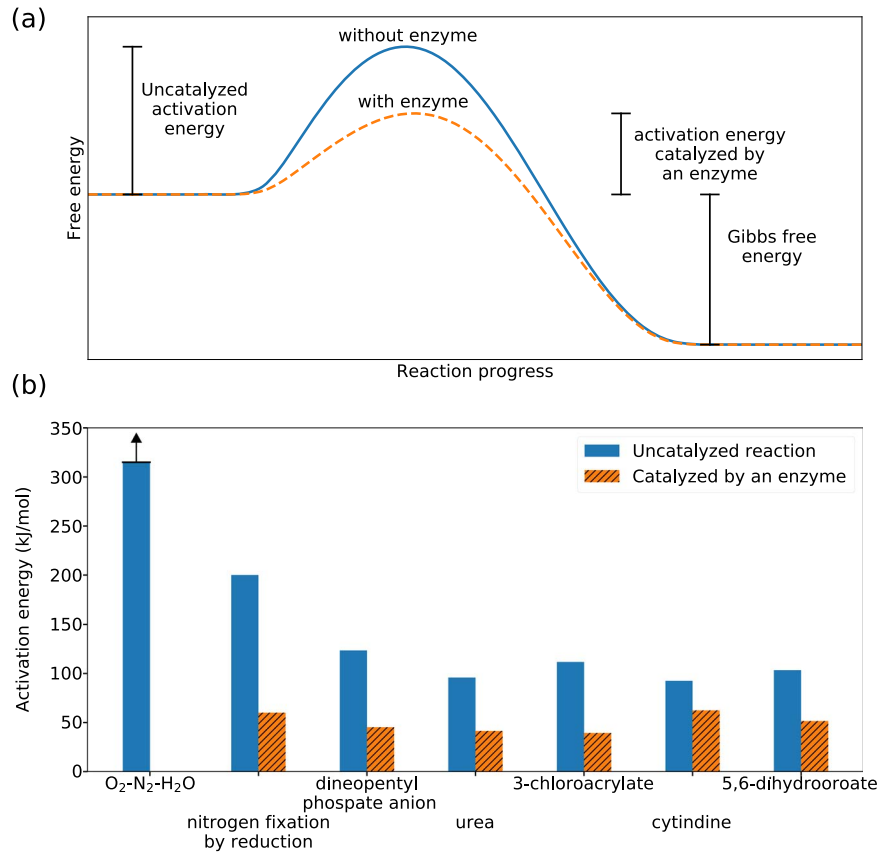 (a)
without enzyme
Uncatalyzed
activation
energy
with enzyme
activation energy
catalyzed by
an enzyme
Gibbs free
energy
Free energy
Reaction progress
(b)
Activation energy (kJ/mol)
350
300
250
200
150
100
50
0
Uncatalyzed reaction
Catalyzed by an enzyme
O₂-N₂-H₂O
nitrogen fixation
by reduction
dineopentyl
phospate anion
urea
3-chloroacrylate
cytindine
5,6-dihydrooroate